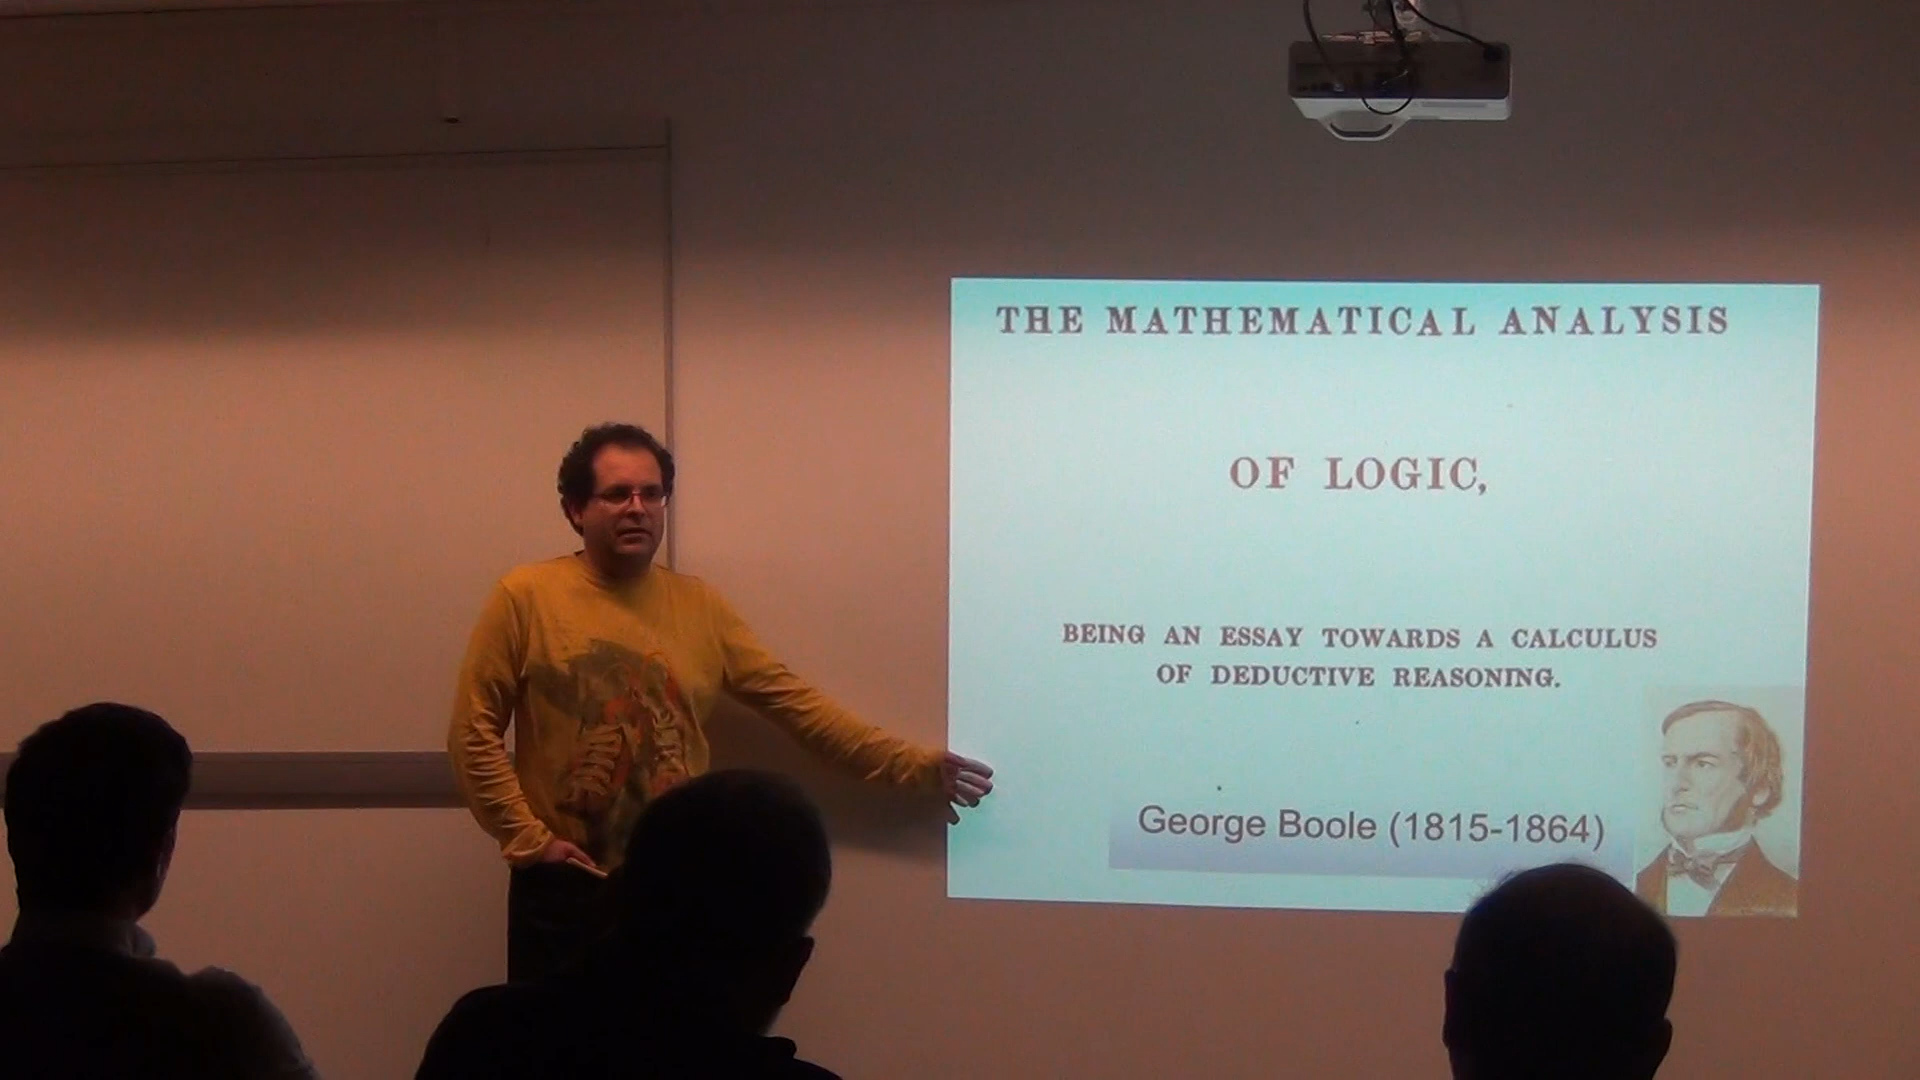 THE MATHEMATICAL ANALYSIS
OF LOGIC,
BEING AN ESSAY TOWARDS A CALCULUS
OF DEDUCTIVE REASONING.
George Boole (1815-1864)